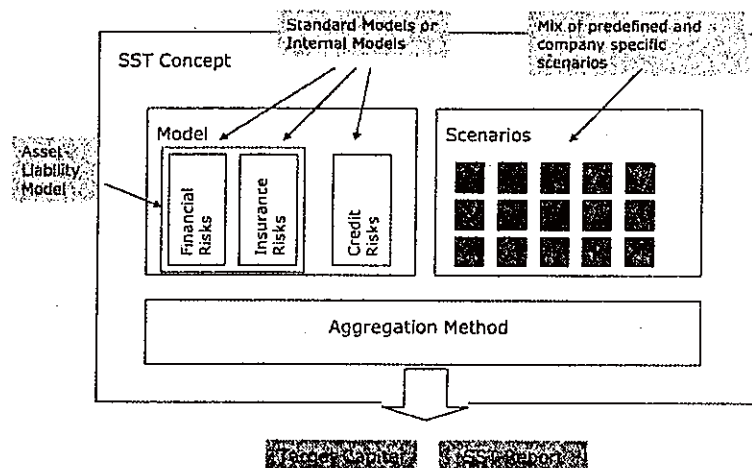 Standard Models or
Internal Models
Mix of predefined and
company specific
scenarios
SST Concept
Model
Scenarios
Asset-
Liability
Model
Financial
Risks
Insurance
Risks
Credit
Risks
Aggregation Method
Target Capital
SST Report